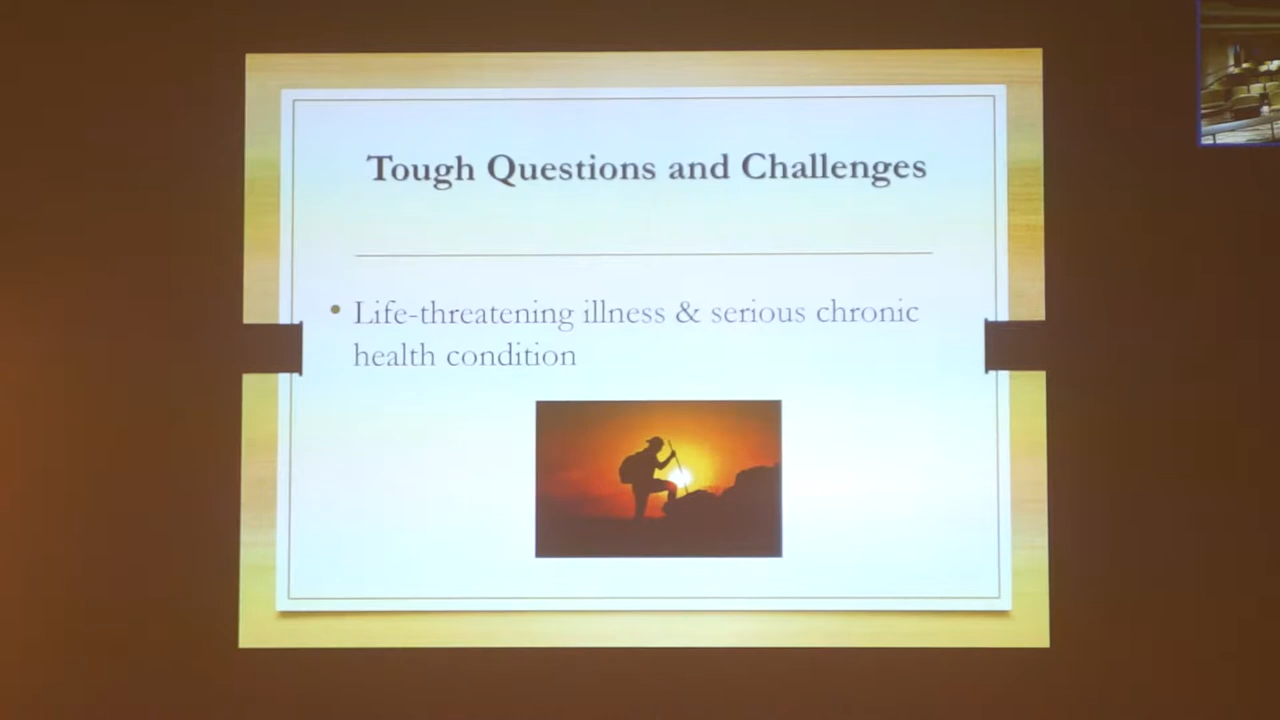 Tough Questions and Challenges
• Life-threatening illness & serious chronic
health condition